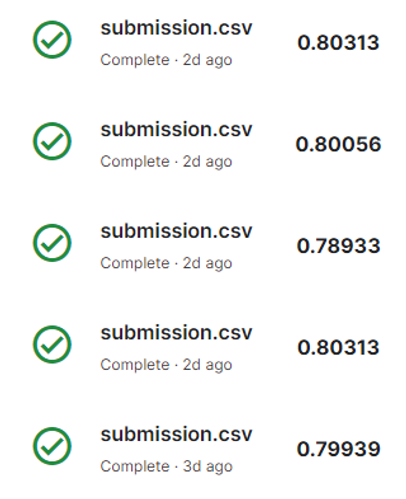 submission.csv
0.80313
Complete · 2d ago
submission.csv
0.80056
Complete · 2d ago
submission.csv
0.78933
Complete · 2d ago
submission.csv
0.80313
Complete · 2d ago
submission.csv
0.79939
Complete · 3d ago